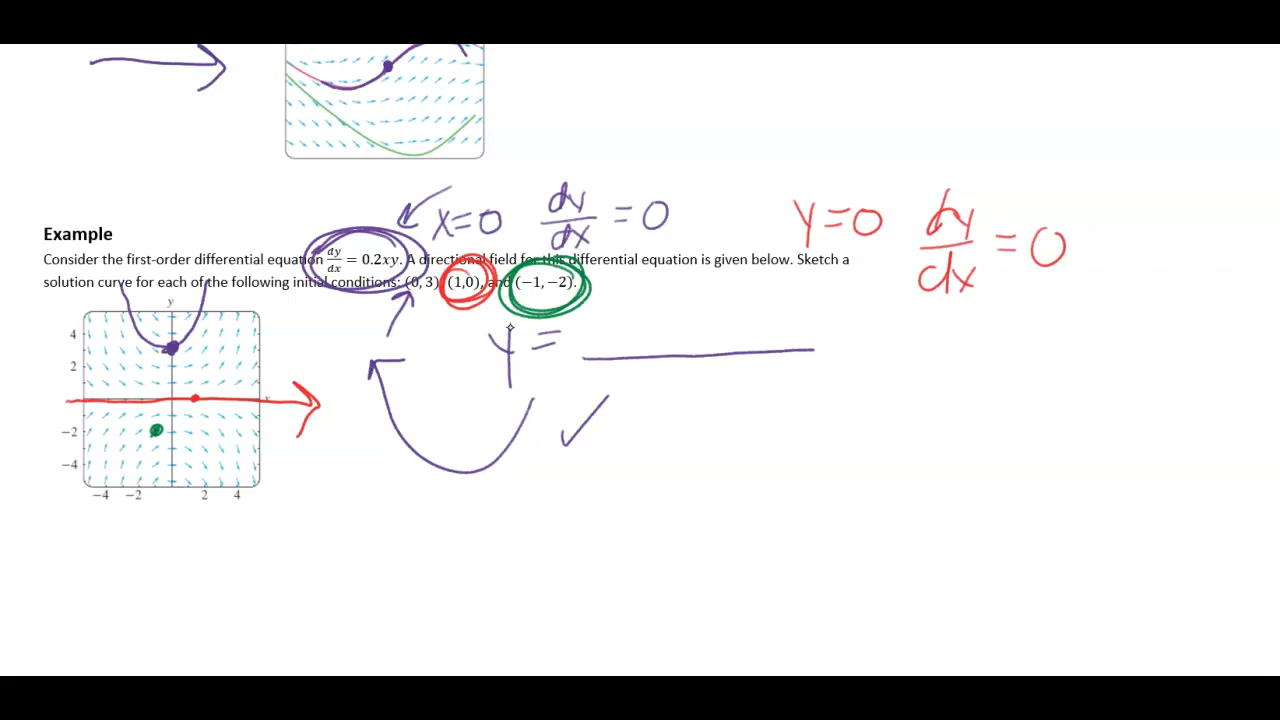 x=0 dy/dx = 0
y=0 dy/dx = 0
Example
Consider the first-order differential equation dy/dx = 0.2xy. A directional field for this differential equation is given below. Sketch a
solution curve for each of the following initial conditions: (0, 3), (1,0), and (−1, −2).
y
4
2
x
−2
−4
−4 −2 2 4
y =